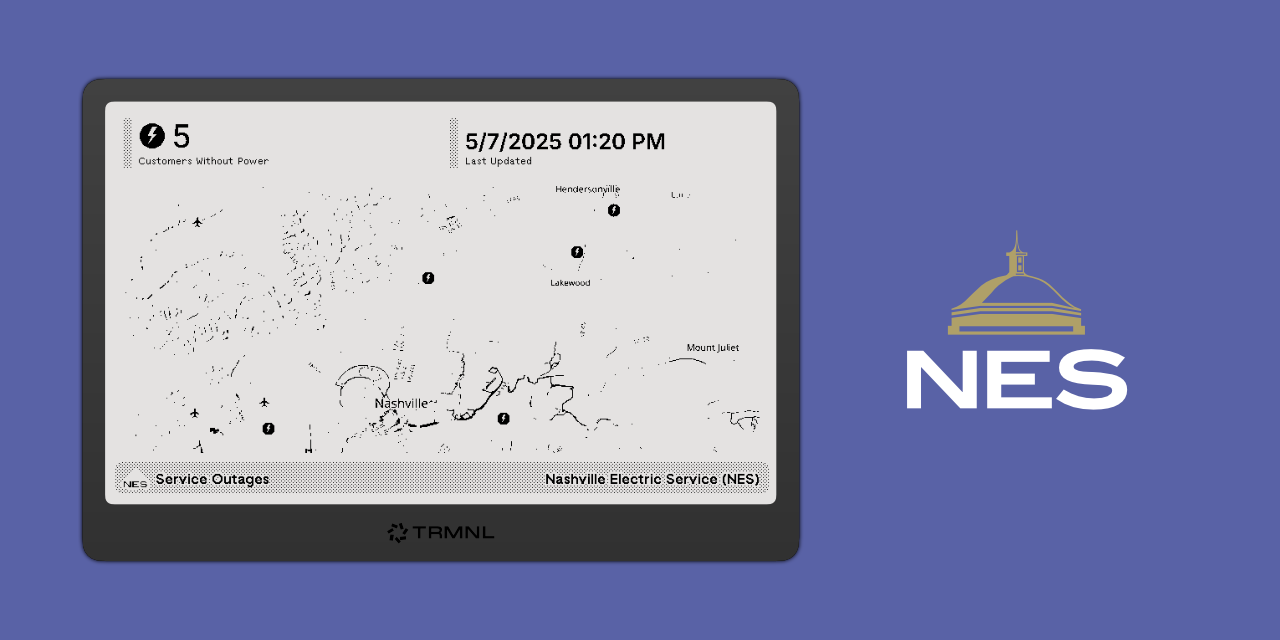 5
Customers Without Power
5/7/2025 01:20 PM
Last Updated
Hendersonville
Lakewood
Mount Juliet
Nashville
NES
Service Outages
Nashville Electric Service (NES)
TRMNL
NES